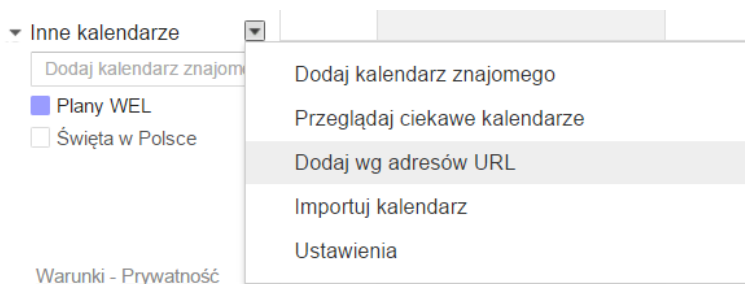 Inne kalendarze
Dodaj kalendarz znajom
Plany WEL
Święta w Polsce
Warunki - Prywatność
Dodaj kalendarz znajomego
Przeglądaj ciekawe kalendarze
Dodaj wg adresów URL
Importuj kalendarz
Ustawienia